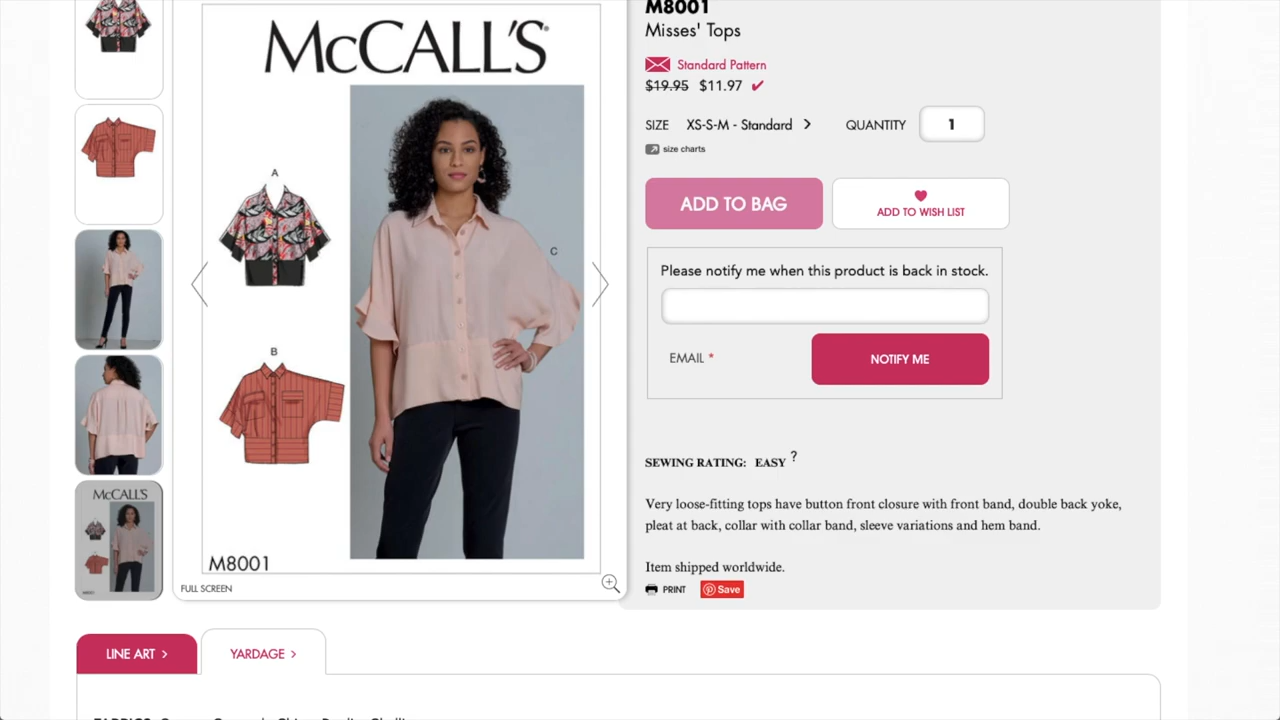 M8001
Misses' Tops
Standard Pattern
$19.95 $11.97 ✓
SIZE XS-S-M - Standard > QUANTITY 1
size charts
ADD TO BAG
ADD TO WISH LIST
Please notify me when this product is back in stock.
EMAIL *
NOTIFY ME
SEWING RATING: EASY ?
Very loose-fitting tops have button front closure with front band, double back yoke,
pleat at back, collar with collar band, sleeve variations and hem band.
Item shipped worldwide.
PRINT Save
McCALL'S®
A
C
B
M8001
FULL SCREEN
McCALL'S
LINE ART >
YARDAGE >